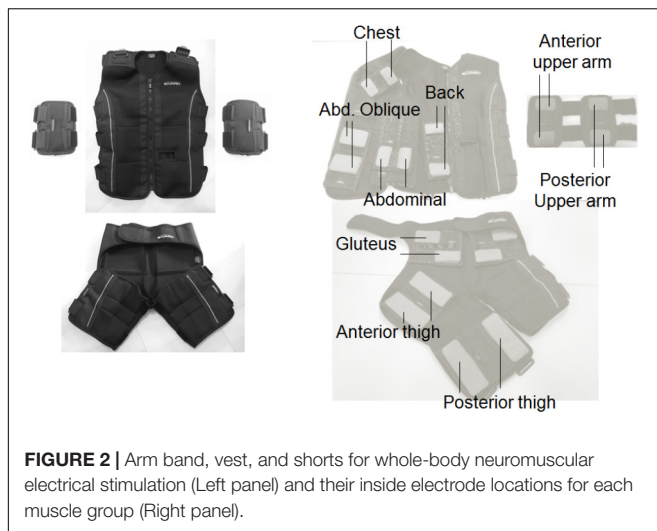 Chest
Anterior
upper arm
Abd. Oblique
Back
Abdominal
Posterior
Upper arm
Gluteus
Anterior thigh
Posterior thigh
FIGURE 2 | Arm band, vest, and shorts for whole-body neuromuscular
electrical stimulation (Left panel) and their inside electrode locations for each
muscle group (Right panel).